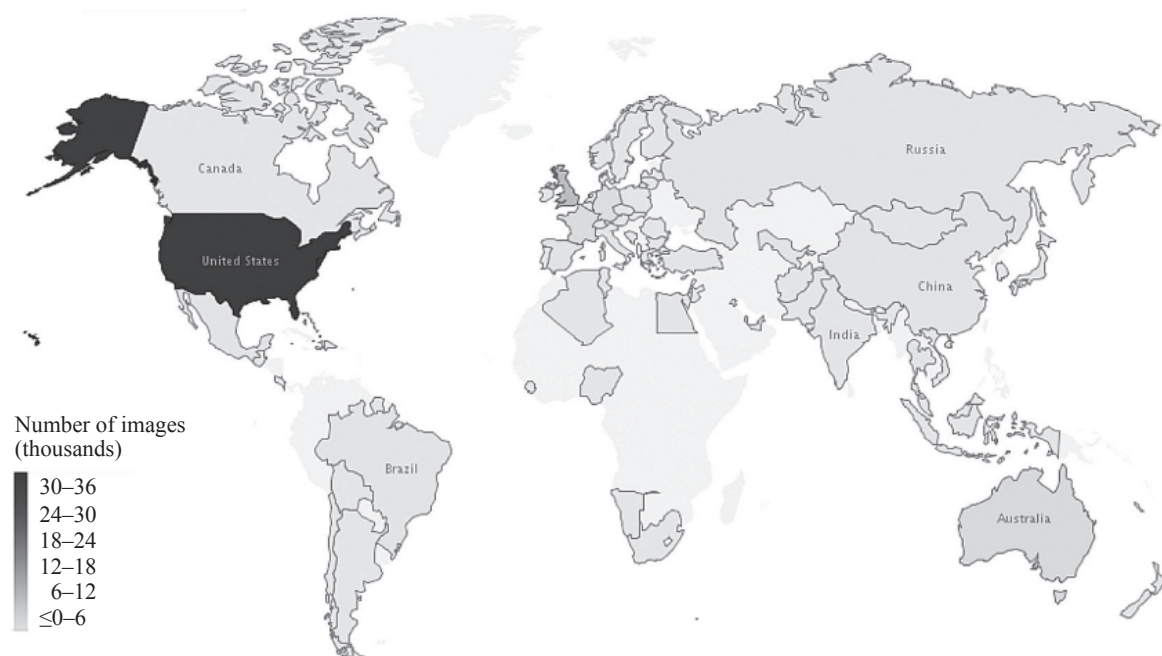 Canada
Russia
United States
China
India
Brazil
Australia
Number of images
(thousands)
30–36
24–30
18–24
12–18
6–12
≤0–6